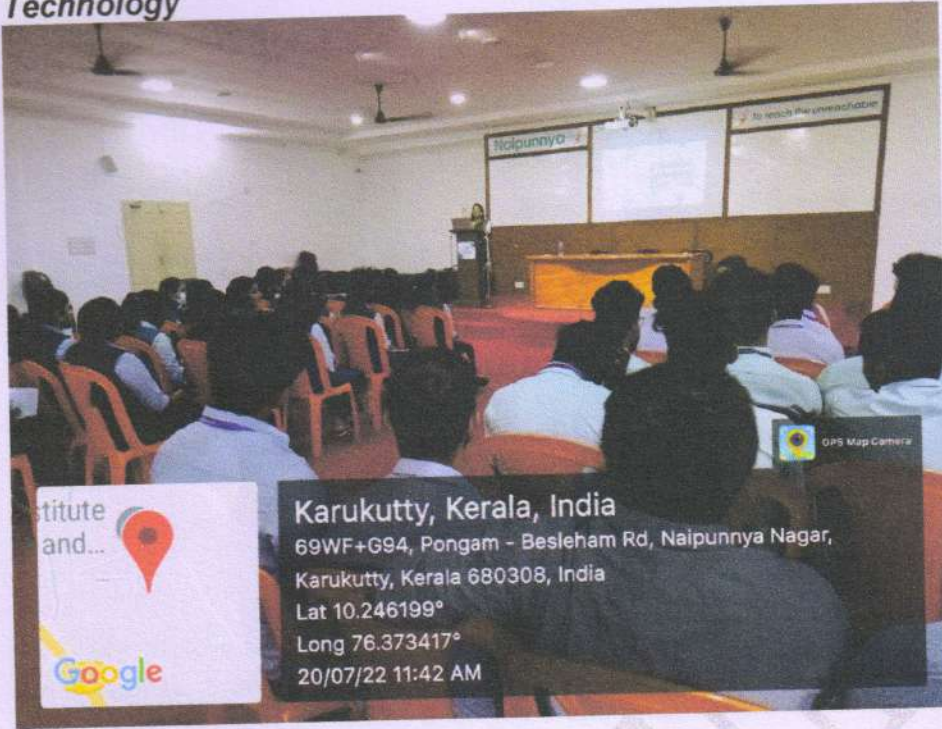 Technology
Naipunnya
to reach the unreachable
GPS Map Camera
stitute
and...
Google
Karukutty, Kerala, India
69WF+G94, Pongam - Besleham Rd, Naipunnya Nagar,
Karukutty, Kerala 680308, India
Lat 10.246199°
Long 76.373417°
20/07/22 11:42 AM